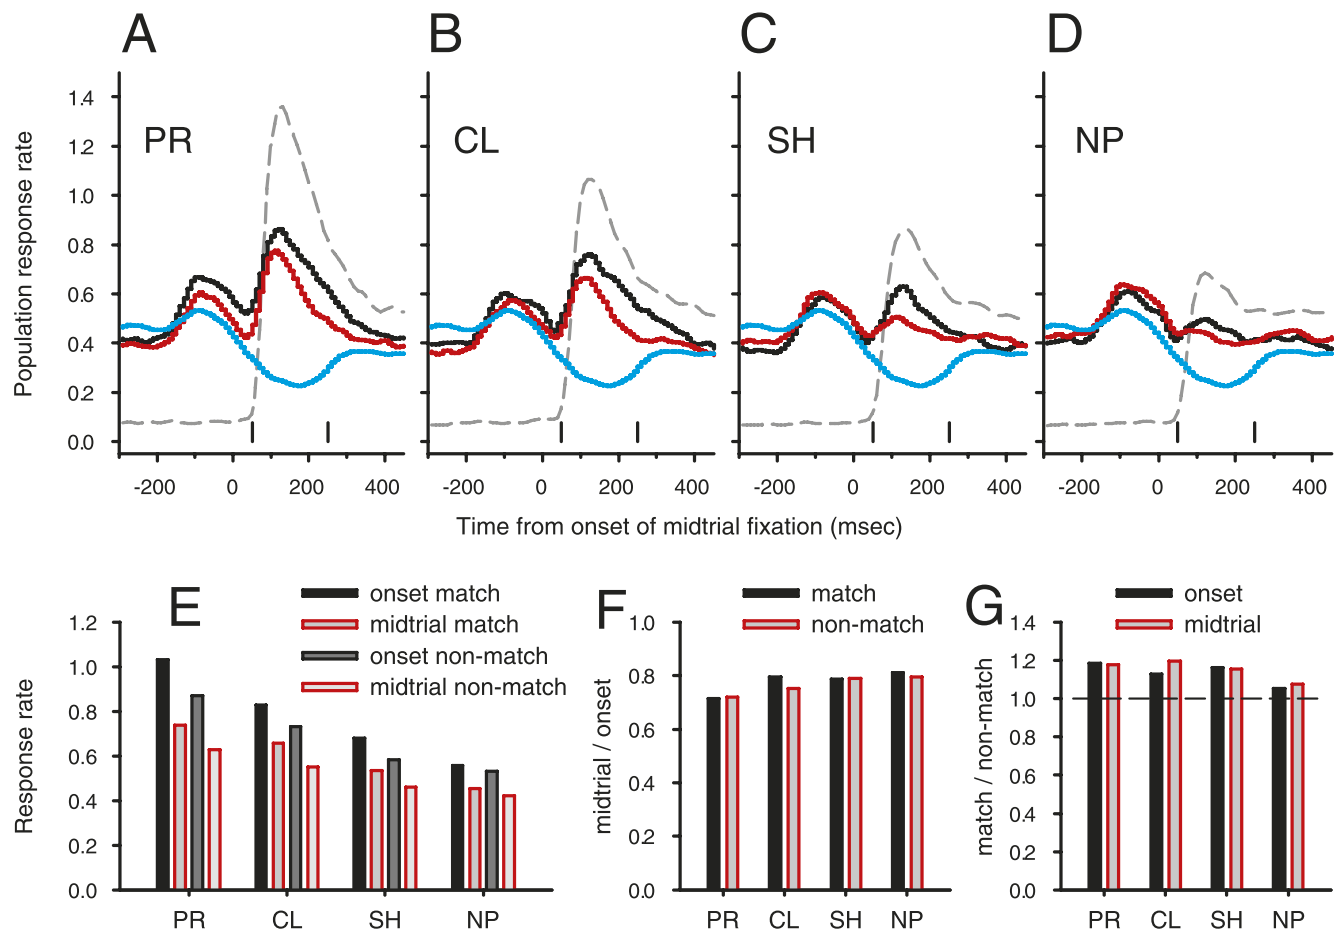 A B C D
PR CL SH NP
Population response rate
1.4
1.2
1.0
0.8
0.6
0.4
0.2
0.0
-200 0 200 400 -200 0 200 400 -200 0 200 400 -200 0 200 400
Time from onset of midtrial fixation (msec)
E
onset match
midtrial match
onset non-match
midtrial non-match
Response rate
1.2
1.0
0.8
0.6
0.4
0.2
0.0
PR CL SH NP
F
match
non-match
midtrial / onset
1.0
0.8
0.6
0.4
0.2
0.0
PR CL SH NP
G
onset
midtrial
match / non-match
1.4
1.2
1.0
0.8
0.6
0.4
0.2
0.0
PR CL SH NP